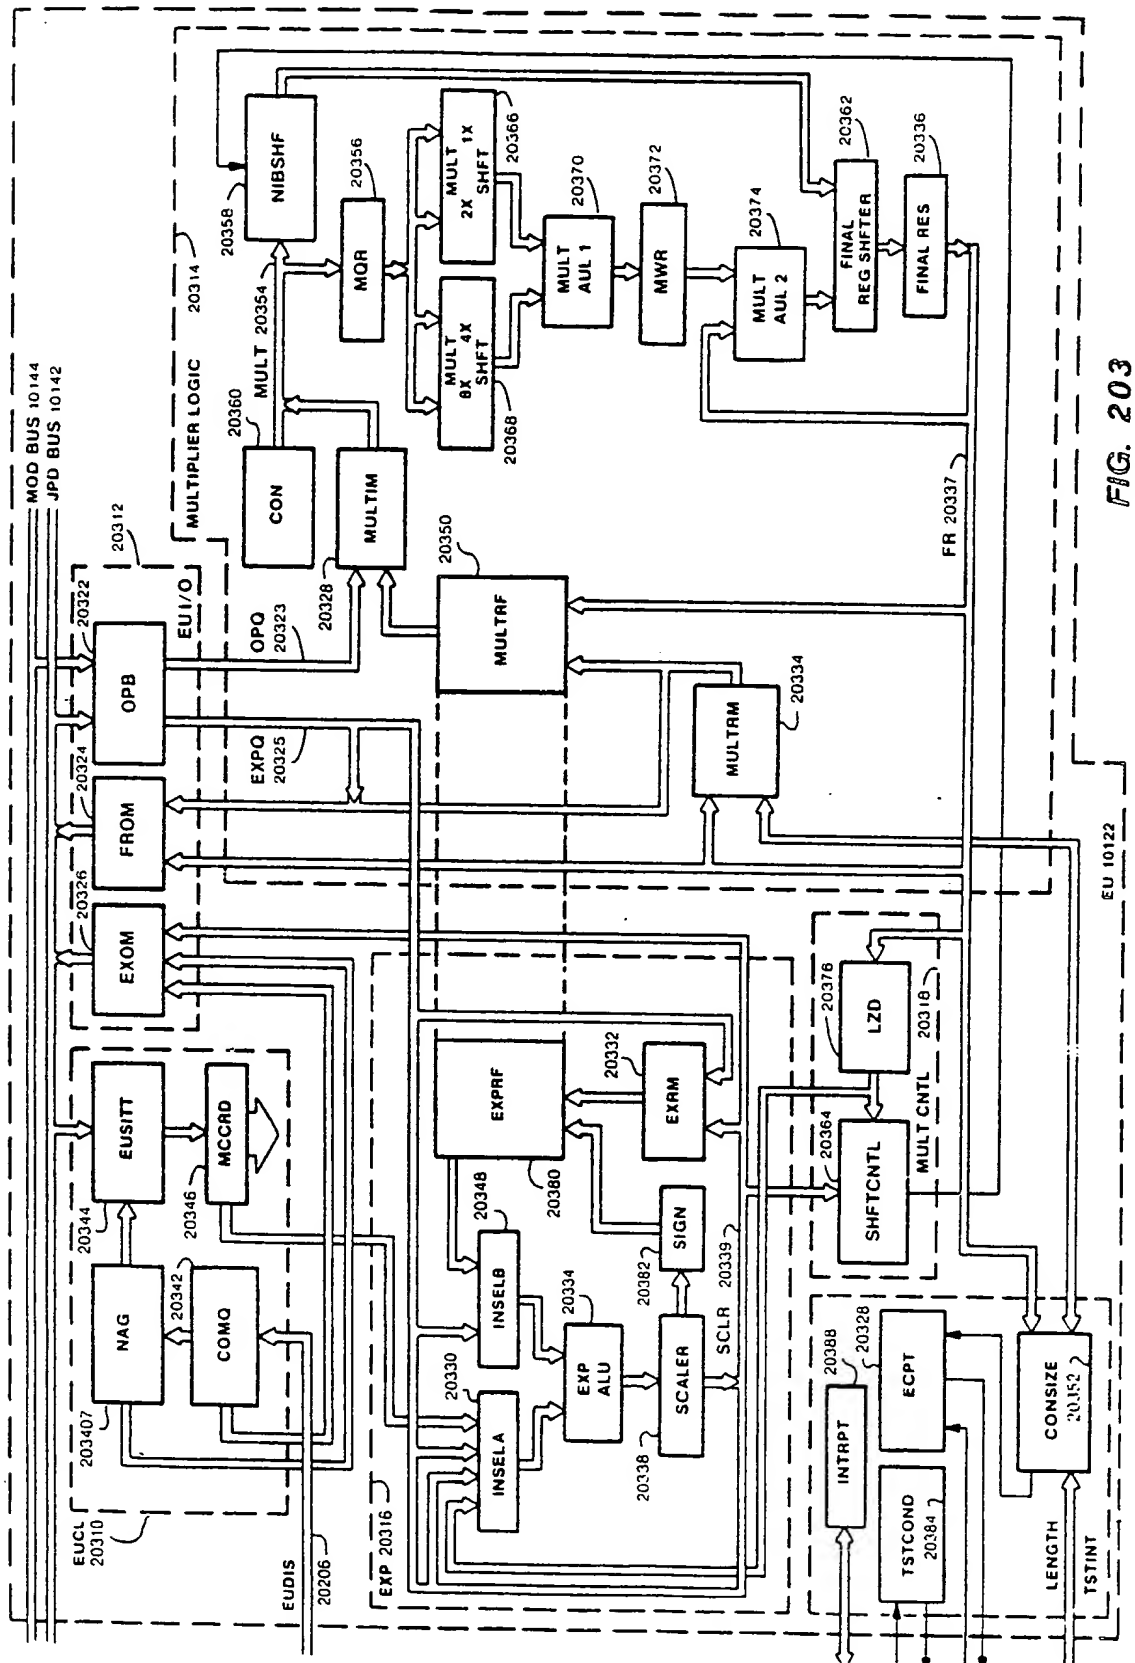 MOD BUS 10144
JPD BUS 10142
20312
EU I/O
20322
OPB
20324
FROM
20326
EXOM
OPQ
20323
EXPQ
20325
MULTIPLIER LOGIC
20314
20358
NIBSHF
MULT 20354
20360
CON
20356
MQR
MULTIM
20328
MULT
2X 1X
SHFT
20366
MULT
8X 4X
SHFT
20368
MULT
AUL 1
20370
MWR
20372
MULT
AUL 2
20374
FINAL
REG SHFTER
20362
FINAL RES
20336
FR 20337
20350
MULTRF
MULTRM
20334
EUCL
20310
EUSITT
20344
MCCRD
20346
NAG
203407
COMQ
20342
EUDIS
20206
EXP 20316
EXPRF
20380
EXRM
20332
INSELB
20348
INSELA
20330
EXP
ALU
20334
SCALER
20338
SIGN
20382
SCLR
20339
MULT CNTL
20318
20376
LZD
20364
SHFTCNTL
20388
INTRPT
20328
ECPT
TSTCOND
20384
CONSIZE
20352
LENGTH
TSTINT
EU 10122
FIG. 203